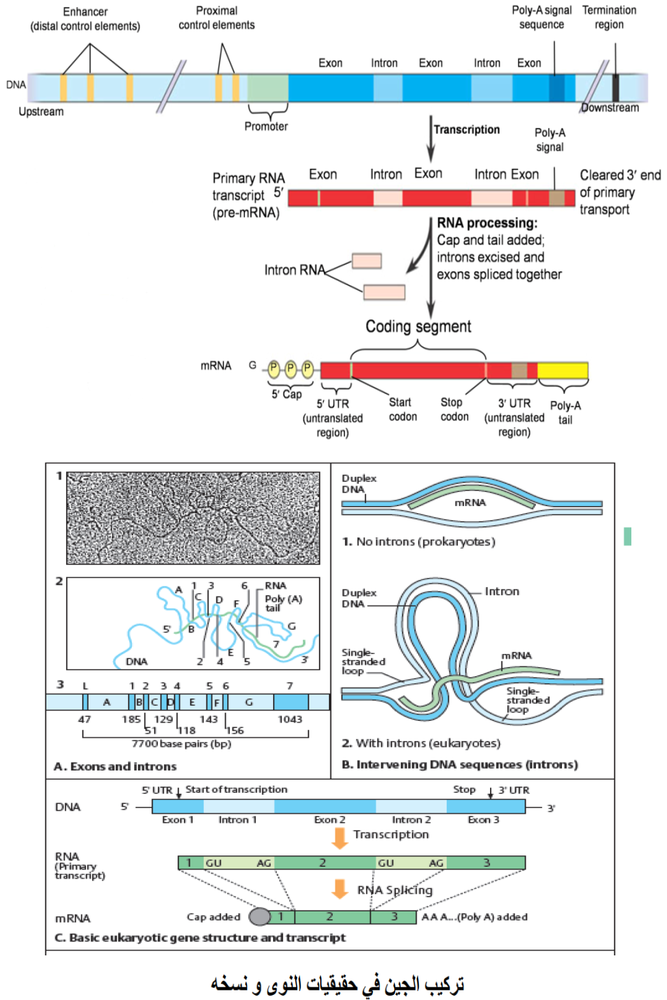 Enhancer
(distal control elements)
Proximal
control elements
Poly-A signal
sequence
Termination
region
Exon
Intron
Exon
Intron
Exon
DNA
Upstream
Downstream
Promoter
Transcription
Poly-A
signal
Primary RNA
transcript
(pre-mRNA)
5′
Exon
Intron
Exon
Intron
Exon
Cleared 3′ end
of primary
transport
RNA processing:
Cap and tail added;
introns excised and
exons spliced together
Intron RNA
Coding segment
mRNA
G
P
P
P
5′ Cap
5′ UTR
(untranslated
region)
Start
codon
Stop
codon
3′ UTR
(untranslated
region)
Poly-A
tail
1
2
A
1
3
C
D
F
6
RNA
Poly (A)
tail
5'
B
G
7
E
DNA
2
4
5
3'
3
L
1
2
3
4
5
6
7
A
B
C
D
E
F
G
47
185
51
129
118
143
156
1043
7700 base pairs (bp)
A. Exons and introns
Duplex
DNA
mRNA
1. No introns (prokaryotes)
Duplex
DNA
Intron
Single-
stranded
loop
mRNA
Single-
stranded
loop
2. With introns (eukaryotes)
B. Intervening DNA sequences (introns)
5' UTR
Start of transcription
Stop
3' UTR
DNA
5'
3'
Exon 1
Intron 1
Exon 2
Intron 2
Exon 3
Transcription
RNA
(Primary
transcript)
1
GU
AG
2
GU
AG
3
RNA Splicing
mRNA
Cap added
1
2
3
A A A...(Poly A) added
C. Basic eukaryotic gene structure and transcript
تركيب الجين في حقيقيات النوى و نسخه